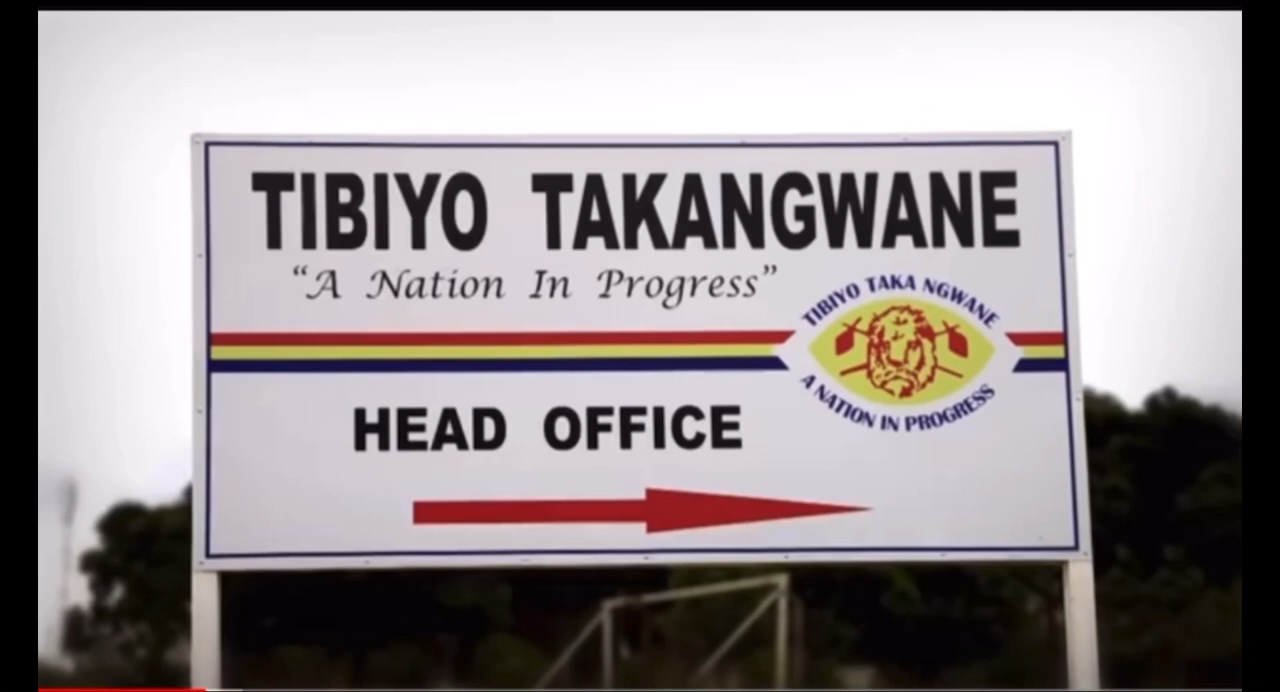 TIBIYO TAKANGWANE
“A Nation In Progress”
TIBIYO TAKA NGWANE
A NATION IN PROGRESS
HEAD OFFICE